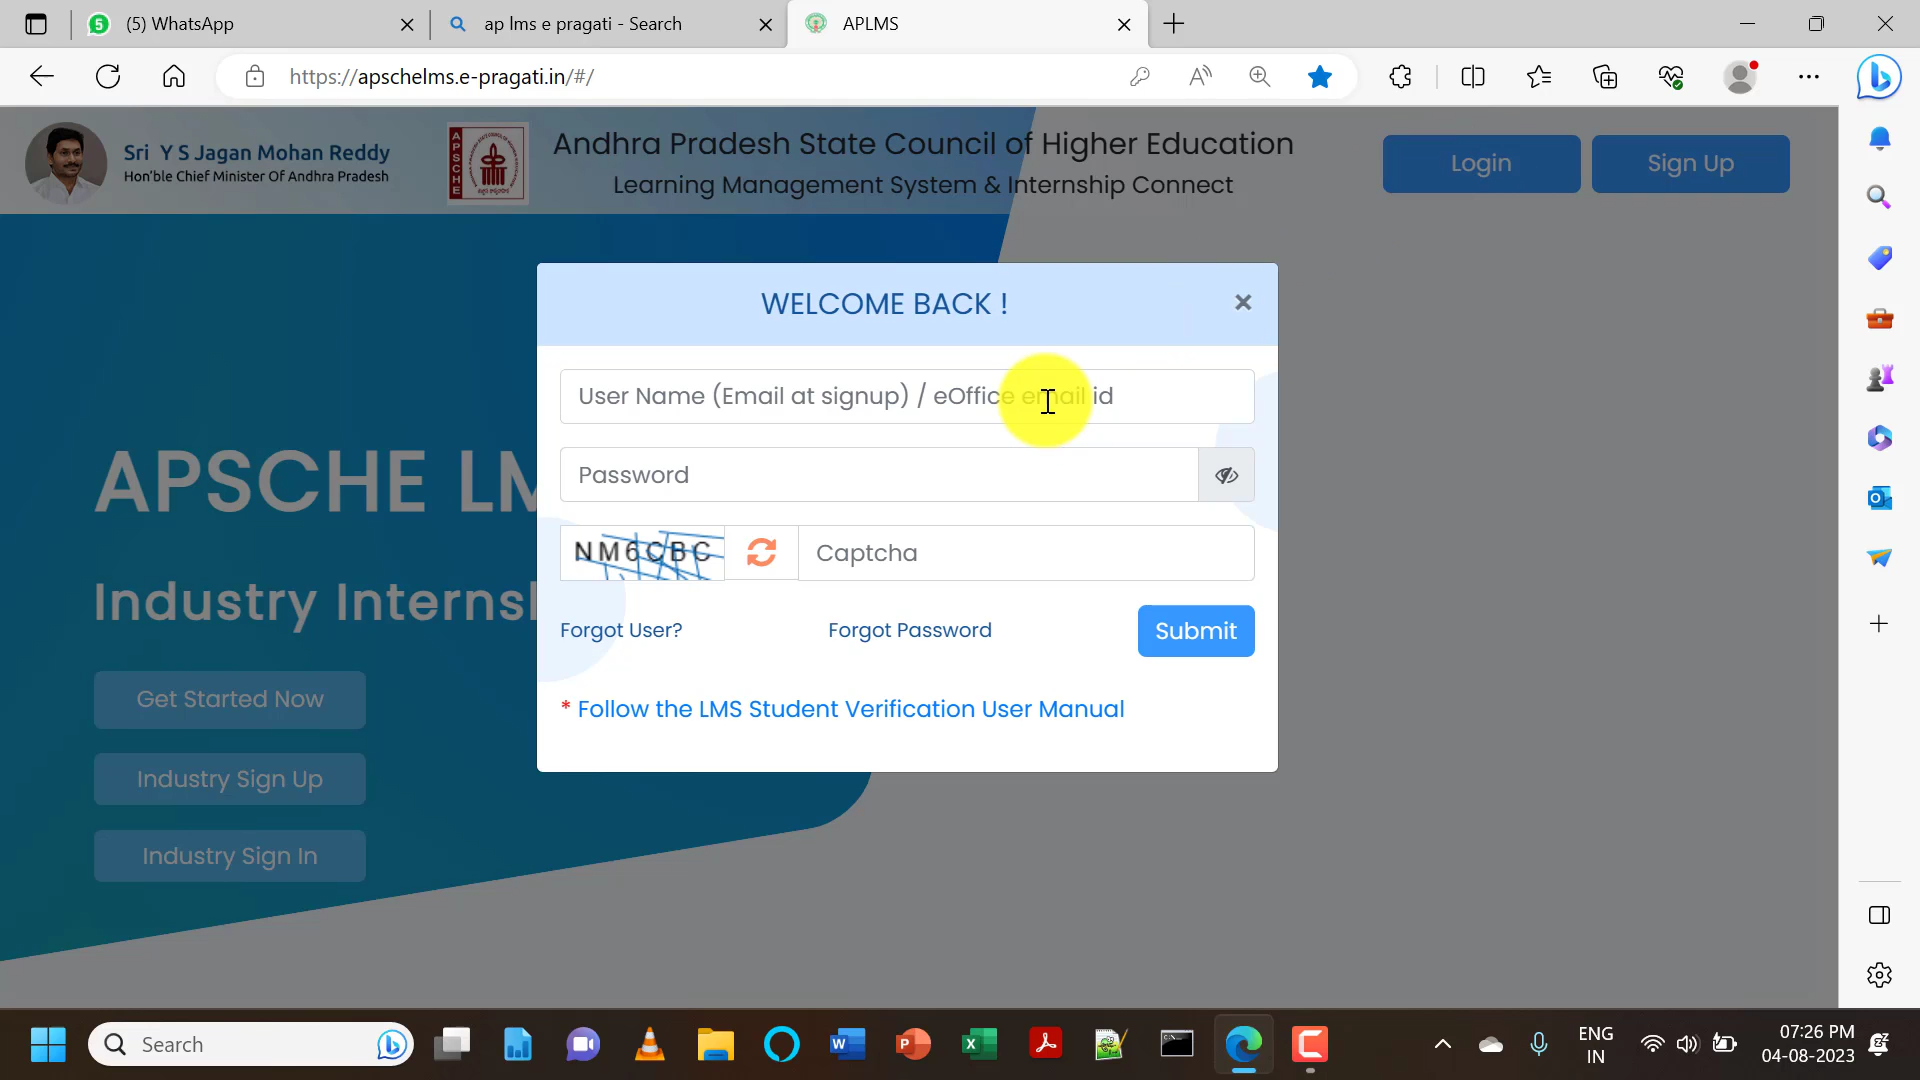 (5) WhatsApp
ap lms e pragati - Search
APLMS
https://apschelms.e-pragati.in/#/
Sri Y S Jagan Mohan Reddy
Hon'ble Chief Minister Of Andhra Pradesh
APSCHE
Andhra Pradesh State Council of Higher Education
Learning Management System & Internship Connect
Login
Sign Up
WELCOME BACK !
User Name (Email at signup) / eOffice email id
Password
NM6CBC
Captcha
Forgot User?
Forgot Password
Submit
* Follow the LMS Student Verification User Manual
APSCHE LM
Industry Interns
Get Started Now
Industry Sign Up
Industry Sign In
Search
ENG
IN
07:26 PM
04-08-2023